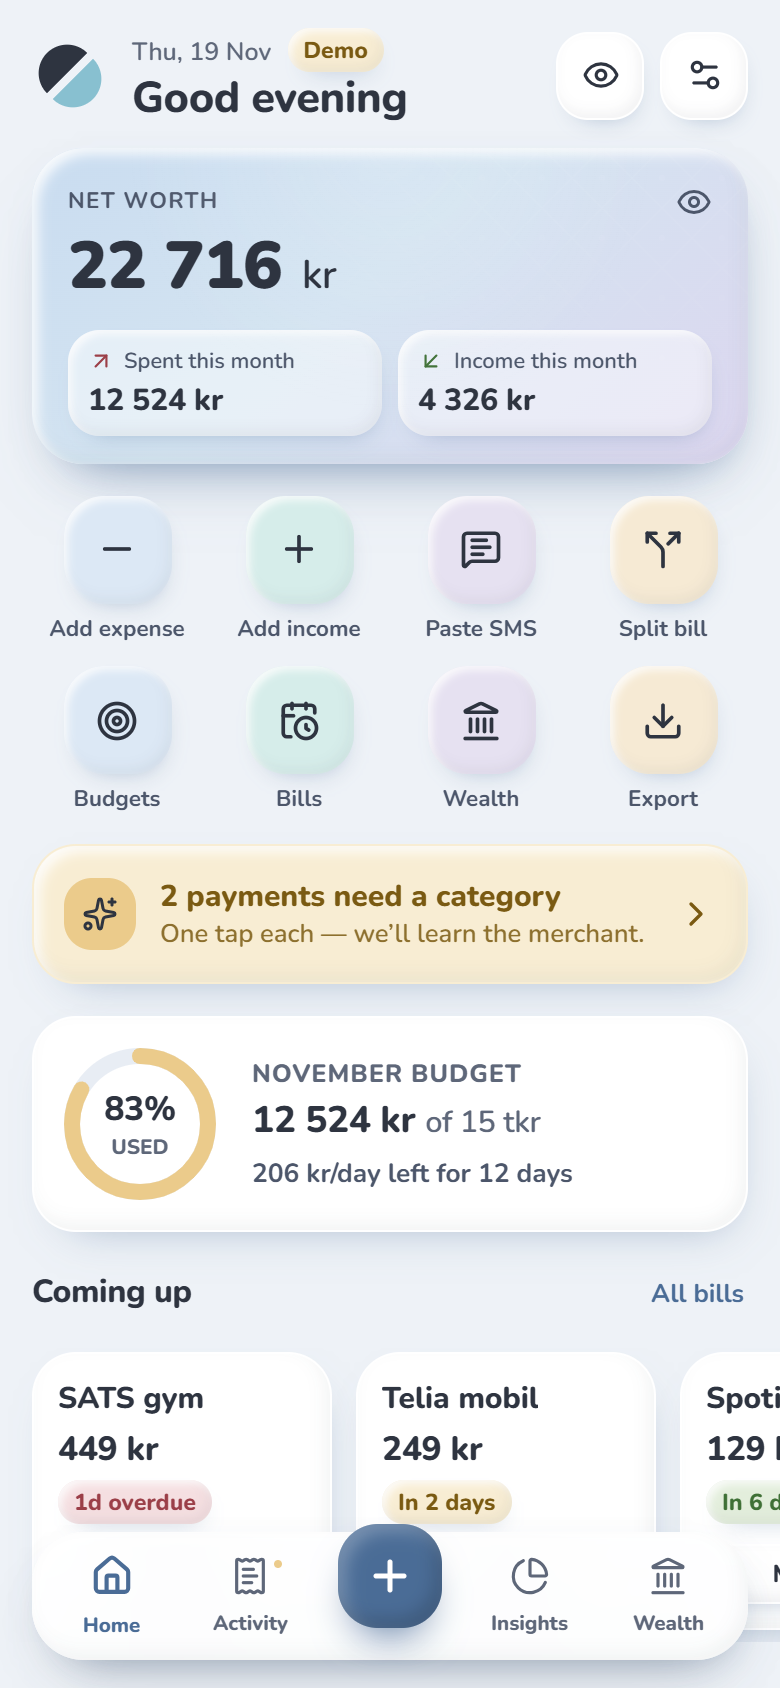 Thu, 19 Nov Demo
Good evening
NET WORTH
22 716 kr
Spent this month
12 524 kr
Income this month
4 326 kr
Add expense
Add income
Paste SMS
Split bill
Budgets
Bills
Wealth
Export
2 payments need a category
One tap each — we’ll learn the merchant.
83%
USED
NOVEMBER BUDGET
12 524 kr of 15 tkr
206 kr/day left for 12 days
Coming up
All bills
SATS gym
449 kr
1d overdue
Telia mobil
249 kr
In 2 days
129
In 6
Home
Activity
Insights
Wealth